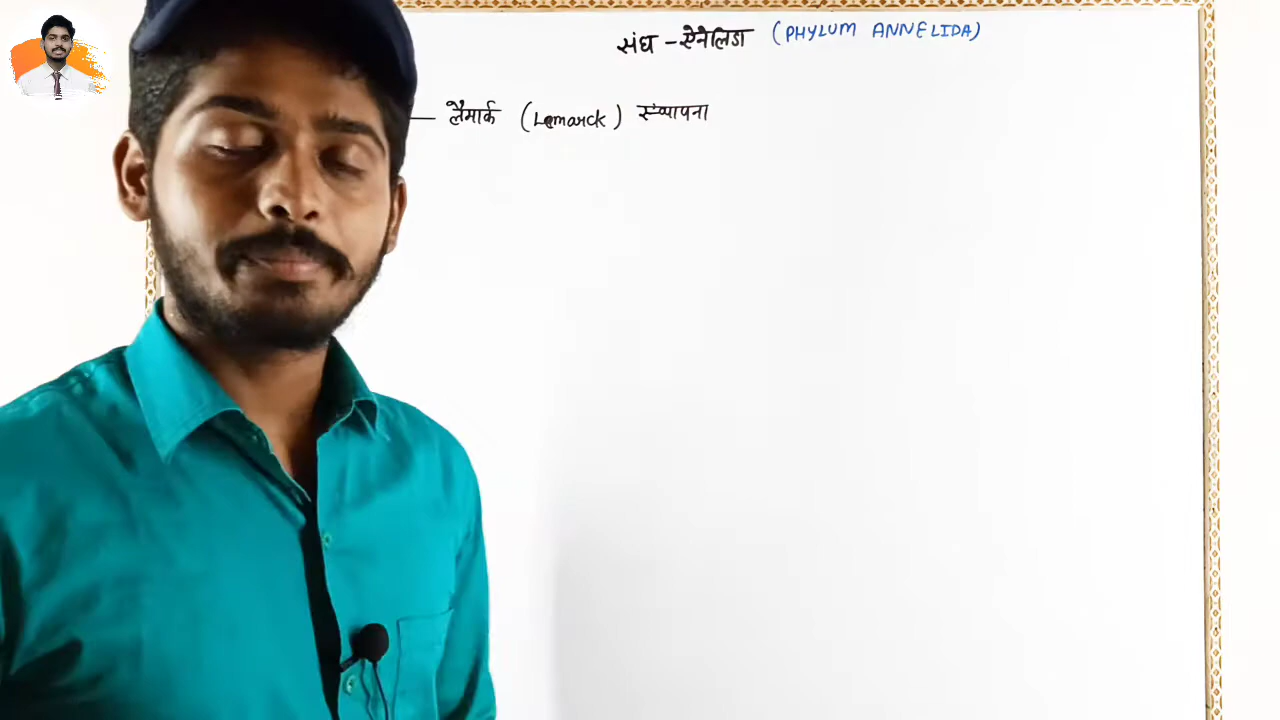 संघ - ऐनेलिडा (PHYLUM ANNELIDA)
— लैमार्क (Lamarck) स्थापना